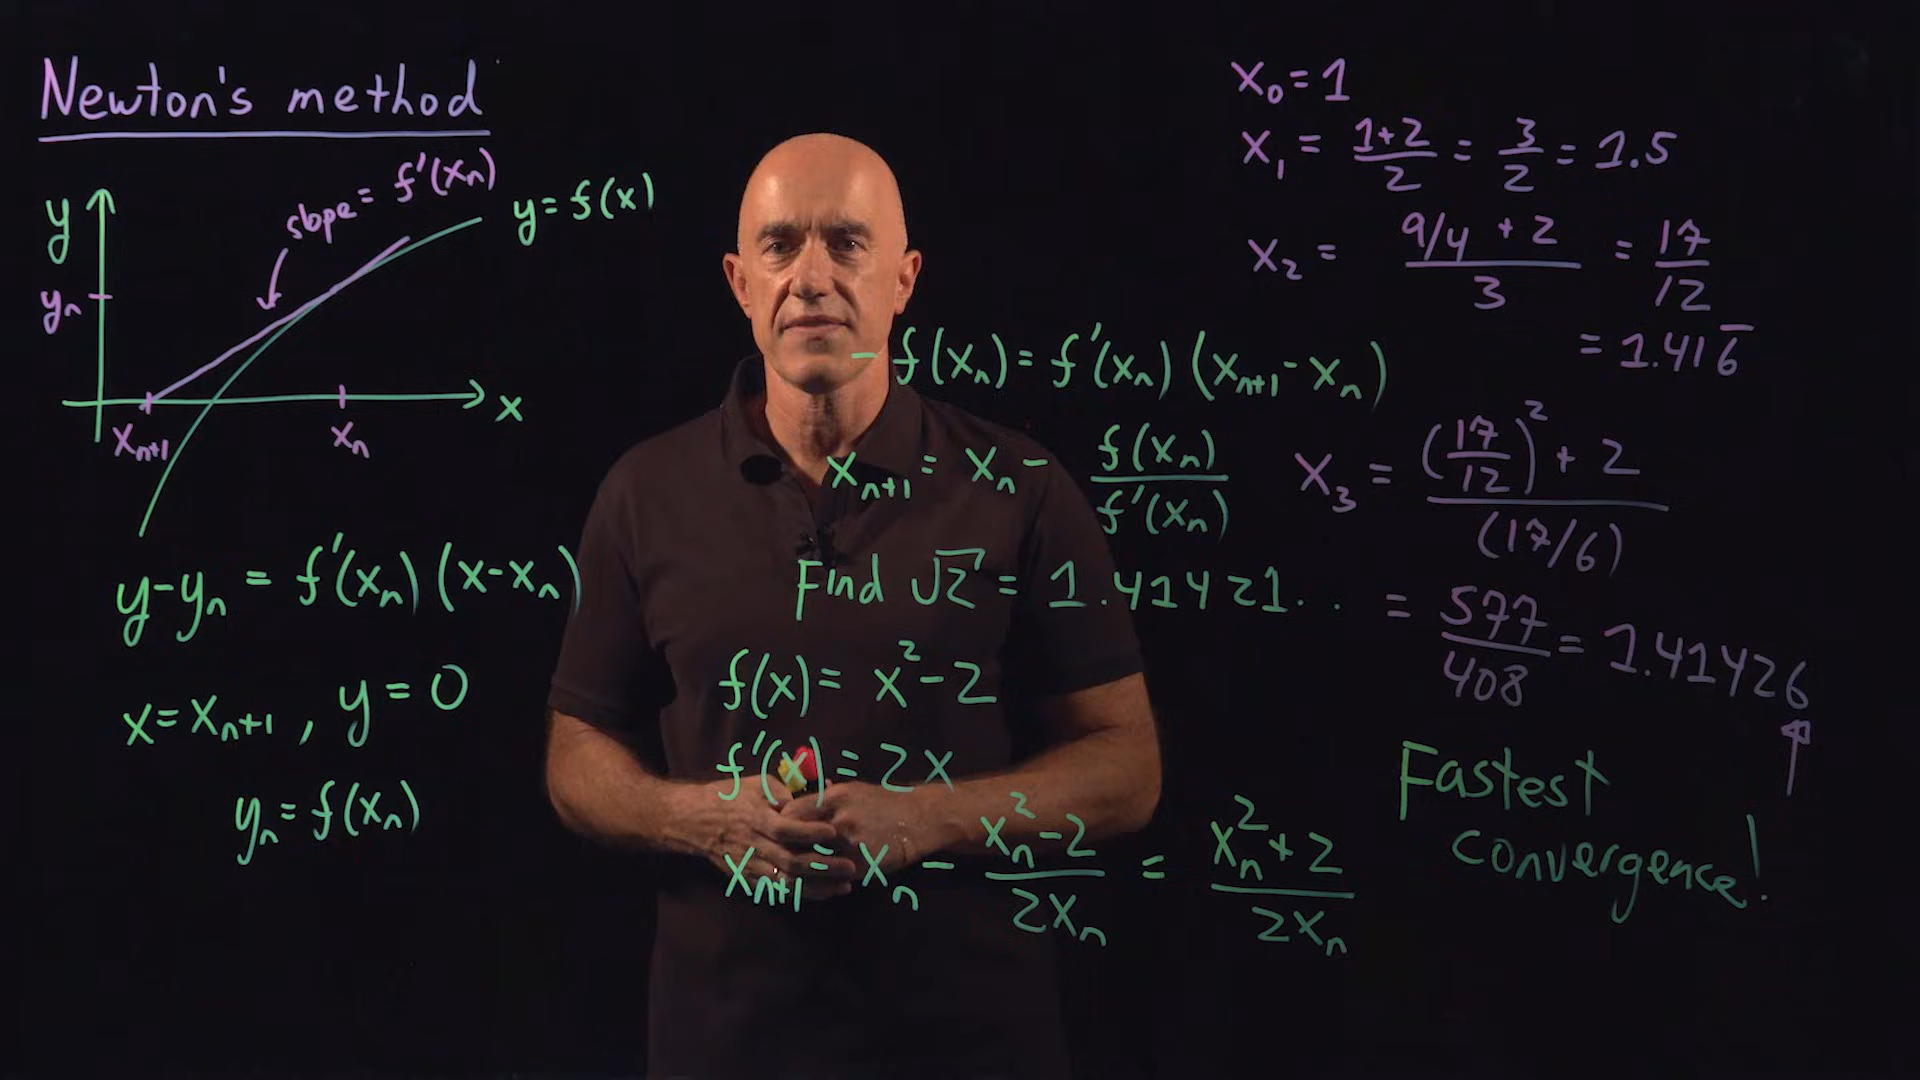 Newton's method
slope = f'(xₙ)
y = f(x)
y
yₙ
x
xₙ₊₁
xₙ
y-yₙ = f'(xₙ) (x-xₙ)
x = xₙ₊₁ , y = 0
yₙ = f(xₙ)
- f(xₙ) = f'(xₙ) (xₙ₊₁ - xₙ)
xₙ₊₁ = xₙ - f(xₙ) / f'(xₙ)
Find √2 = 1.41421...
f(x) = x² - 2
f'(x) = 2x
xₙ₊₁ = xₙ - (xₙ² - 2) / 2xₙ = (xₙ² + 2) / 2xₙ
x₀ = 1
x₁ = (1+2) / 2 = 3/2 = 1.5
x₂ = (9/4 + 2) / 3 = 17/12
= 1.416̅
x₃ = ((17/12)² + 2) / (17/6)
= 577/408 = 1.41426
Fastest
convergence!